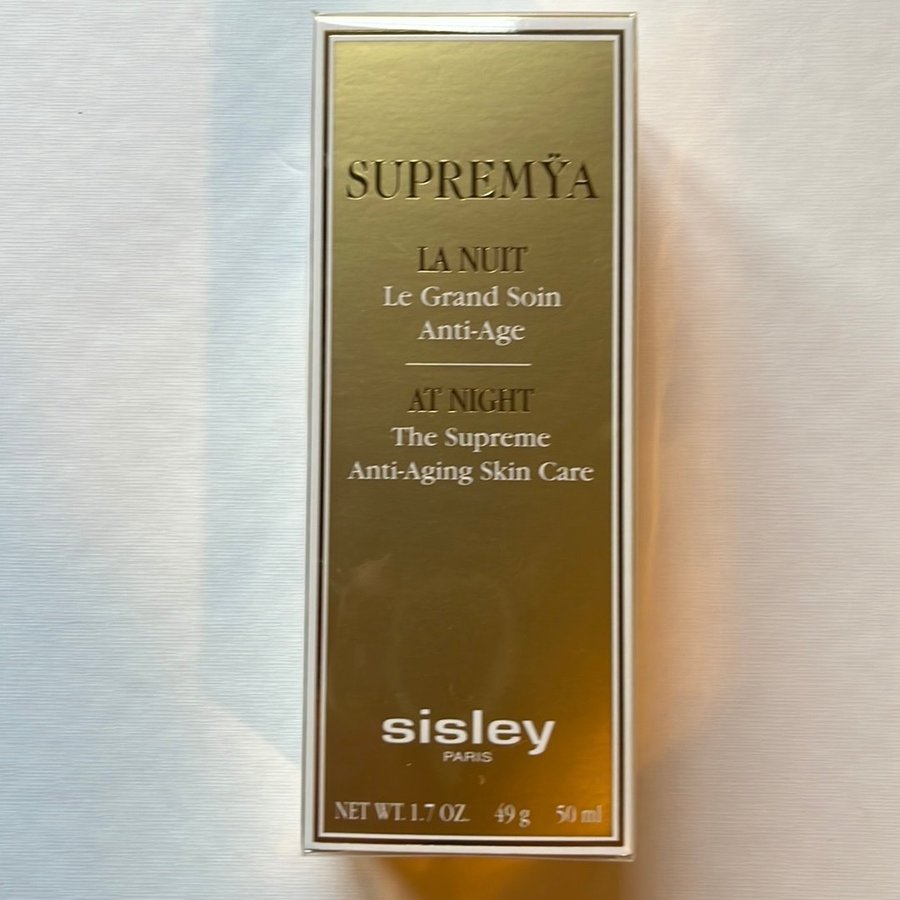 SUPREMŸA
LA NUIT
Le Grand Soin
Anti-Age
AT NIGHT
The Supreme
Anti-Aging Skin Care
sisley
PARIS
NET WT. 1.7 OZ. 49 g 50 ml